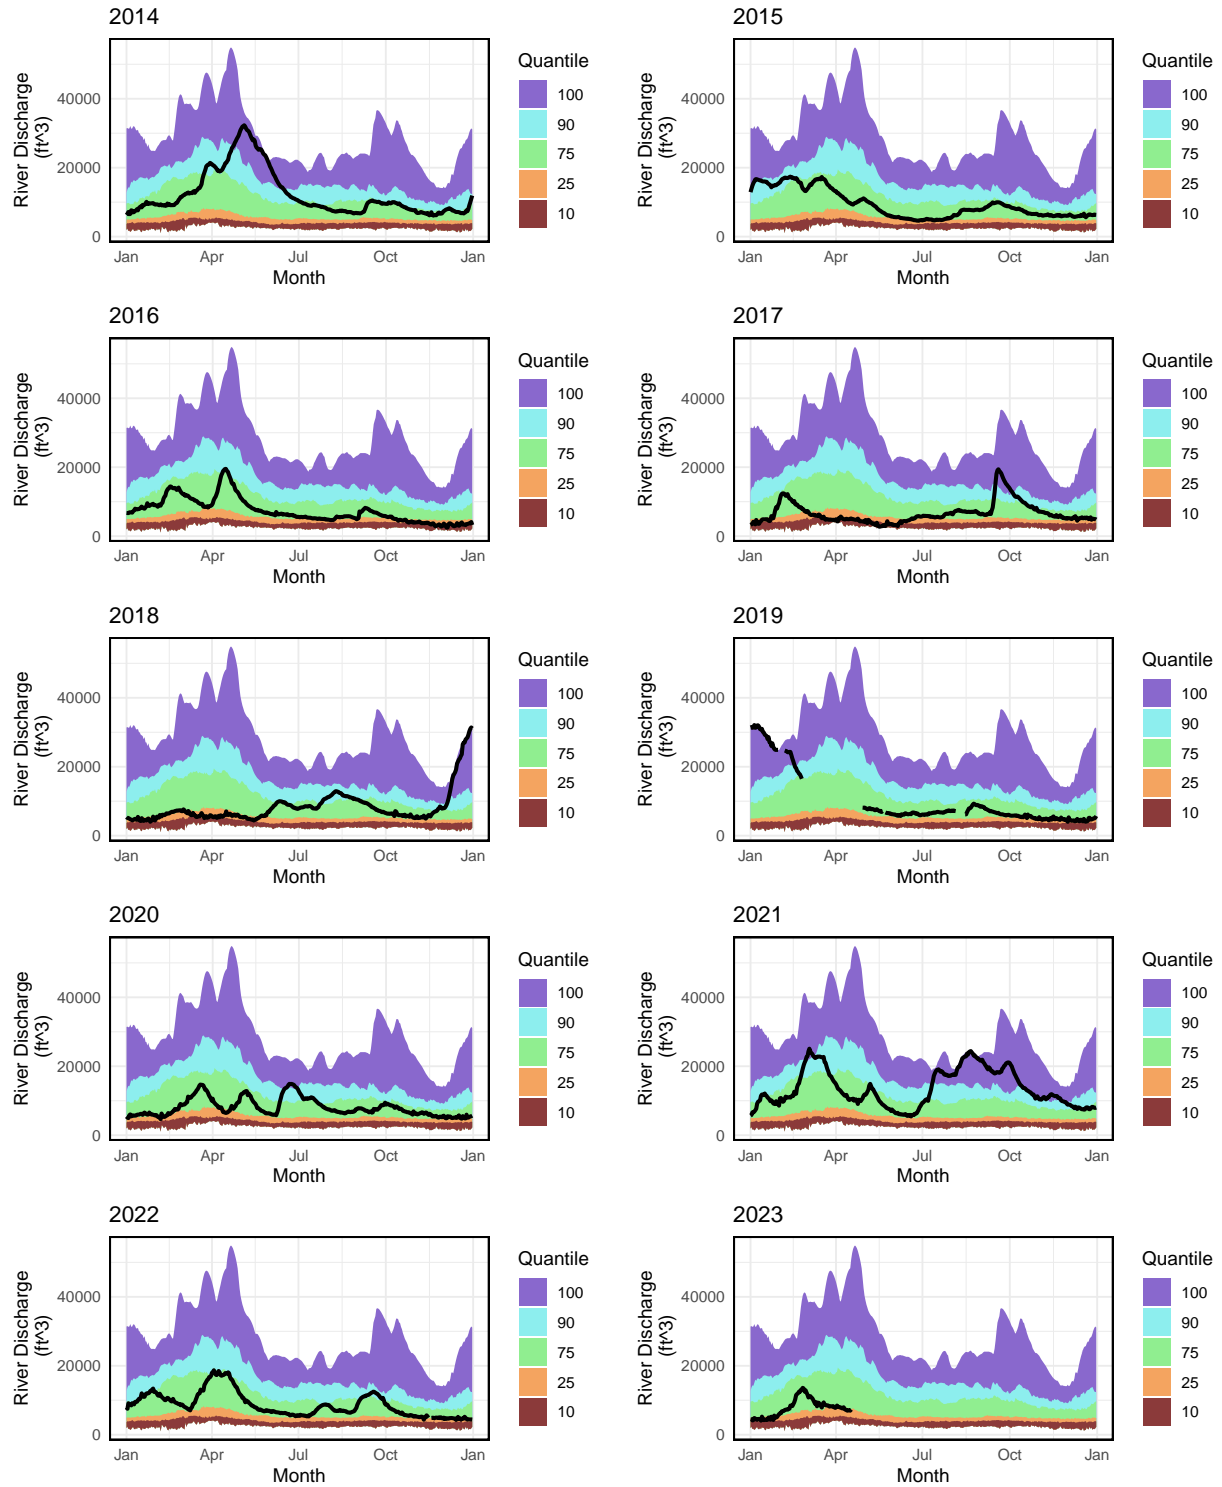 2014
River Discharge
(ft^3)
40000
20000
0
Jan
Apr
Jul
Oct
Jan
Month
Quantile
100
90
75
25
10
2015
River Discharge
(ft^3)
40000
20000
0
Jan
Apr
Jul
Oct
Jan
Month
Quantile
100
90
75
25
10
2016
River Discharge
(ft^3)
40000
20000
0
Jan
Apr
Jul
Oct
Jan
Month
Quantile
100
90
75
25
10
2017
River Discharge
(ft^3)
40000
20000
0
Jan
Apr
Jul
Oct
Jan
Month
Quantile
100
90
75
25
10
2018
River Discharge
(ft^3)
40000
20000
0
Jan
Apr
Jul
Oct
Jan
Month
Quantile
100
90
75
25
10
2019
River Discharge
(ft^3)
40000
20000
0
Jan
Apr
Jul
Oct
Jan
Month
Quantile
100
90
75
25
10
2020
River Discharge
(ft^3)
40000
20000
0
Jan
Apr
Jul
Oct
Jan
Month
Quantile
100
90
75
25
10
2021
River Discharge
(ft^3)
40000
20000
0
Jan
Apr
Jul
Oct
Jan
Month
Quantile
100
90
75
25
10
2022
River Discharge
(ft^3)
40000
20000
0
Jan
Apr
Jul
Oct
Jan
Month
Quantile
100
90
75
25
10
2023
River Discharge
(ft^3)
40000
20000
0
Jan
Apr
Jul
Oct
Jan
Month
Quantile
100
90
75
25
10